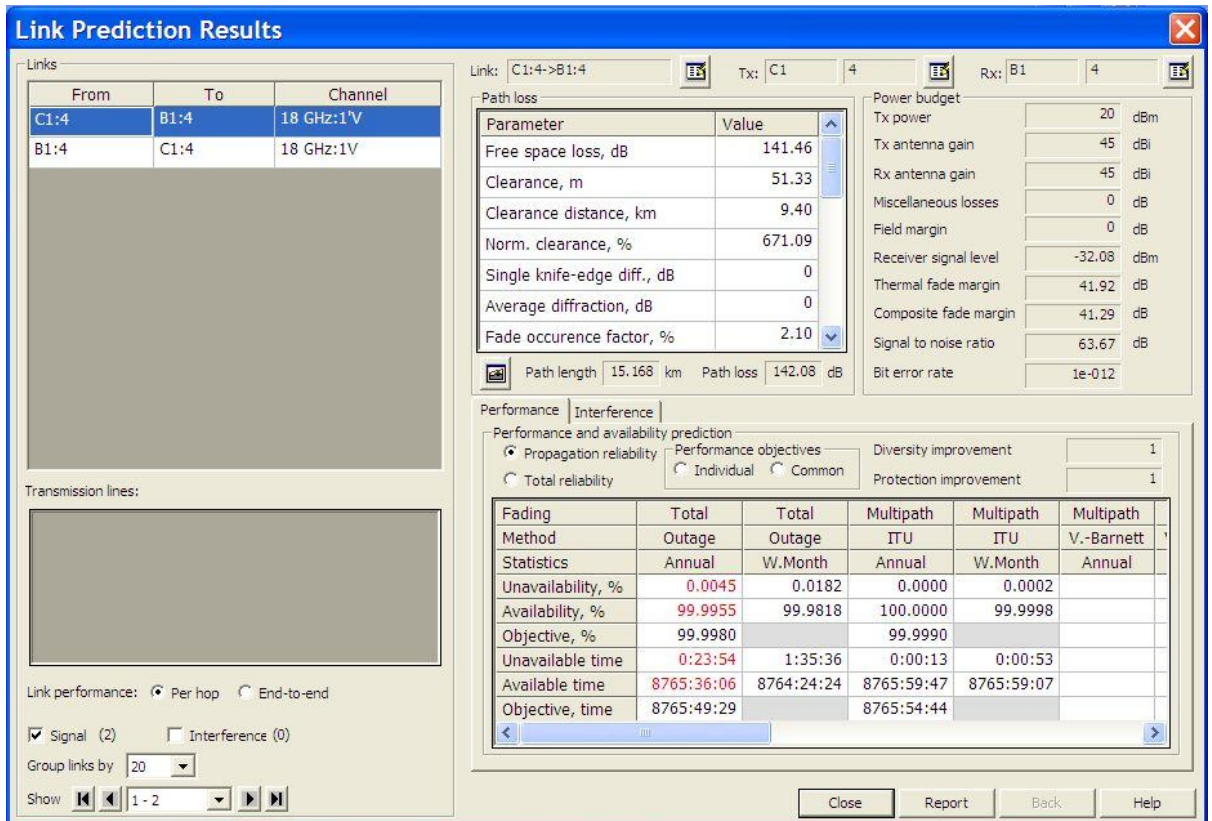 Link Prediction Results
Links
From To Channel
C1:4 B1:4 18 GHz:1'V
B1:4 C1:4 18 GHz:1V
Transmission lines:
Link performance: Per hop End-to-end
Signal (2) Interference (0)
Group links by 20
Show 1 - 2
Link: C1:4->B1:4 Tx: C1 4 Rx: B1 4
Path loss
Parameter Value
Free space loss, dB 141.46
Clearance, m 51.33
Clearance distance, km 9.40
Norm. clearance, % 671.09
Single knife-edge diff., dB 0
Average diffraction, dB 0
Fade occurence factor, % 2.10
Path length 15.168 km Path loss 142.08 dB
Power budget
Tx power 20 dBm
Tx antenna gain 45 dBi
Rx antenna gain 45 dBi
Miscellaneous losses 0 dB
Field margin 0 dB
Receiver signal level -32.08 dBm
Thermal fade margin 41.92 dB
Composite fade margin 41.29 dB
Signal to noise ratio 63.67 dB
Bit error rate 1e-012
Performance Interference
Performance and availability prediction
Propagation reliability
Total reliability
Performance objectives
Individual Common
Diversity improvement 1
Protection improvement 1
Fading Total Total Multipath Multipath Multipath
Method Outage Outage ITU ITU V.-Barnett
Statistics Annual W.Month Annual W.Month Annual
Unavailability, % 0.0045 0.0182 0.0000 0.0002
Availability, % 99.9955 99.9818 100.0000 99.9998
Objective, % 99.9980 99.9990
Unavailable time 0:23:54 1:35:36 0:00:13 0:00:53
Available time 8765:36:06 8764:24:24 8765:59:47 8765:59:07
Objective, time 8765:49:29 8765:54:44
Close Report Back Help